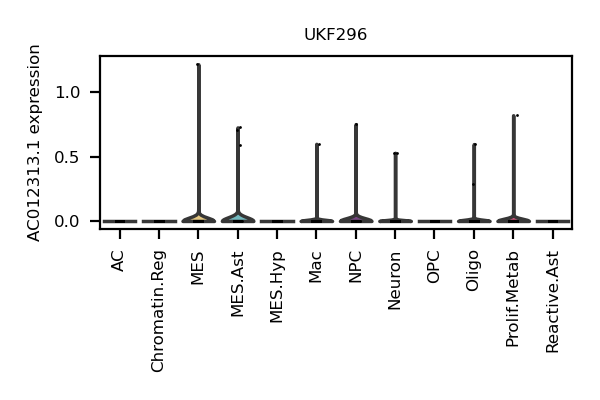 UKF296
AC012313.1 expression
1.0
0.5
0.0
AC
Chromatin.Reg
MES
MES.Ast
MES.Hyp
Mac
NPC
Neuron
OPC
Oligo
Prolif.Metab
Reactive.Ast